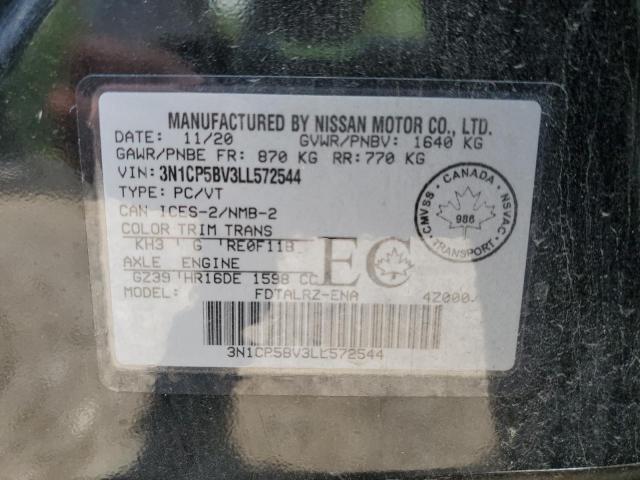 MANUFACTURED BY NISSAN MOTOR CO., LTD.
DATE: 11/20 GVWR/PNBV: 1640 KG
GAWR/PNBE FR: 870 KG RR: 770 KG
VIN: 3N1CP5BV3LL572544
TYPE: PC/VT
CAN ICES-2/NMB-2
COLOR TRIM TRANS
KH3 G RE0F11B
AXLE ENGINE
GZ39 HR16DE 1598 CC
EC
MODEL: FDTALRZ-ENA 4Z000
3N1CP5BV3LL572544
CANADA
CMVSS
NSVAC
986
TRANSPORT